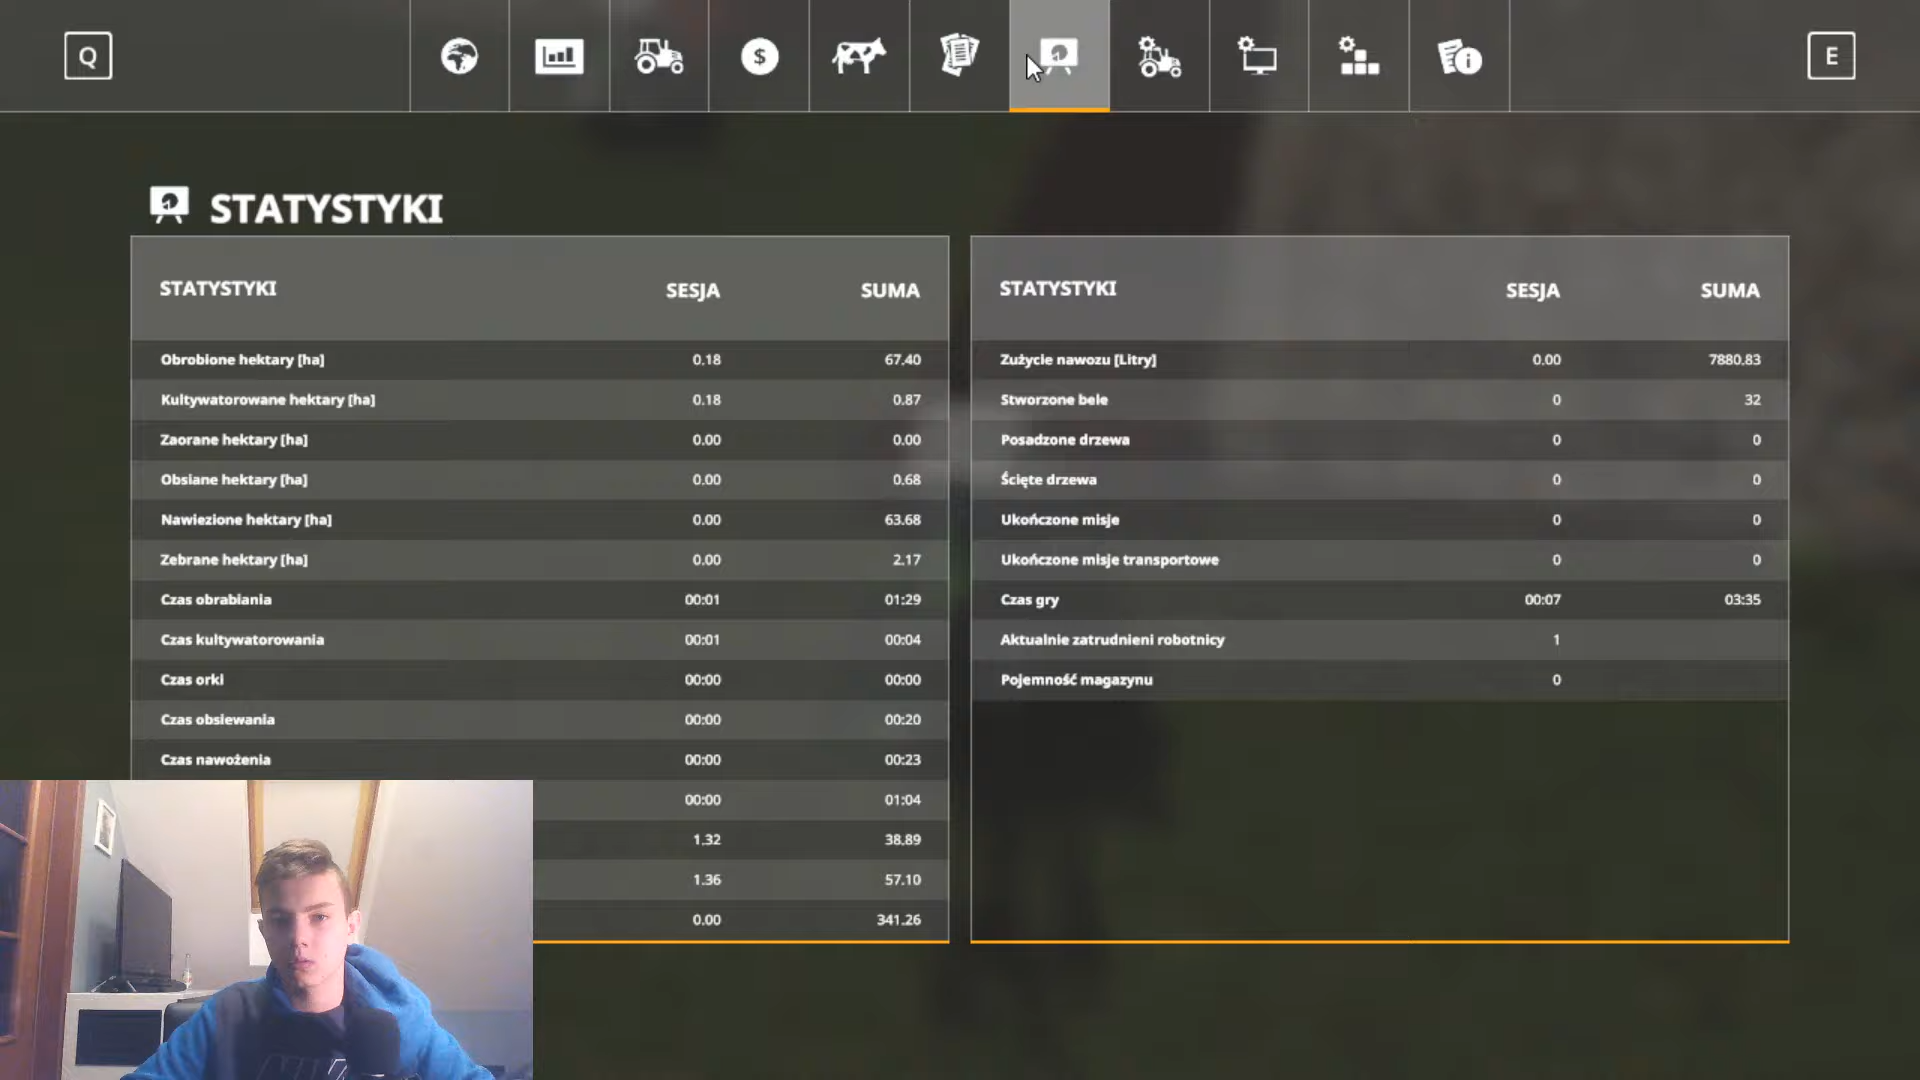 Q
E
STATYSTYKI
STATYSTYKI SESJA SUMA
Obrobione hektary [ha] 0.18 67.40
Kultywatorowane hektary [ha] 0.18 0.87
Zaorane hektary [ha] 0.00 0.00
Obsiane hektary [ha] 0.00 0.68
Nawiezione hektary [ha] 0.00 63.68
Zebrane hektary [ha] 0.00 2.17
Czas obrabiania 00:01 01:29
Czas kultywatorowania 00:01 00:04
Czas orki 00:00 00:00
Czas obsiewania 00:00 00:20
Czas nawożenia 00:00 00:23
00:00 01:04
1.32 38.89
1.36 57.10
0.00 341.26
STATYSTYKI SESJA SUMA
Zużycie nawozu [Litry] 0.00 7880.83
Stworzone bele 0 32
Posadzone drzewa 0 0
Ścięte drzewa 0 0
Ukończone misje 0 0
Ukończone misje transportowe 0 0
Czas gry 00:07 03:35
Aktualnie zatrudnieni robotnicy 1
Pojemność magazynu 0